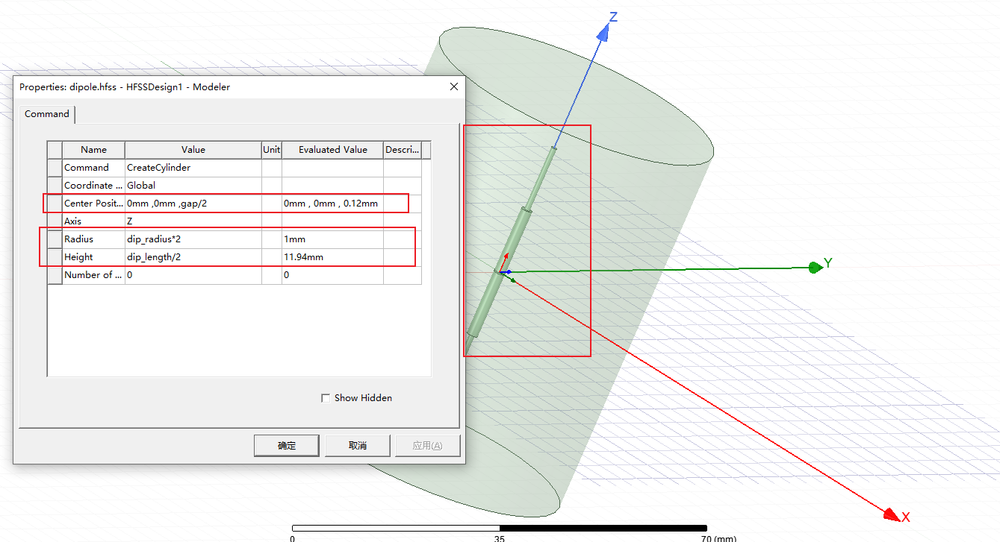 Z
Properties: dipole.hfss - HFSSDesign1 - Modeler
Command
Name Value Unit Evaluated Value Descri...
Command CreateCylinder
Coordinate ... Global
Center Posit... 0mm ,0mm ,gap/2 0mm , 0mm , 0.12mm
Axis Z
Radius dip_radius*2 1mm
Height dip_length/2 11.94mm
Number of ... 0 0
Y
Show Hidden
确定 取消 应用(A)
X
0 35 70 (mm)